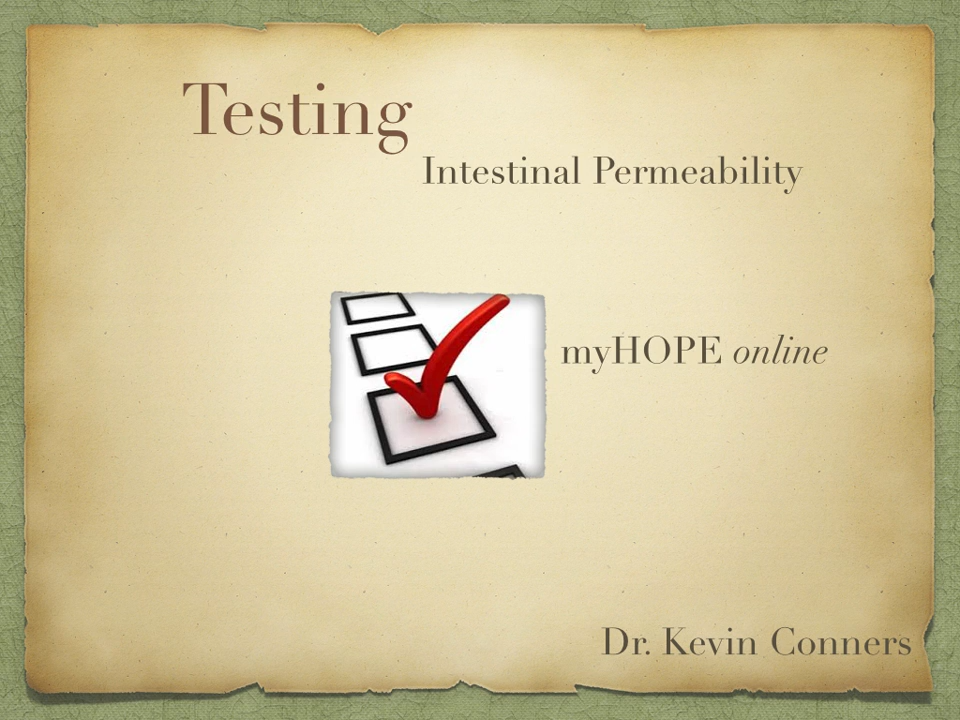 Testing
Intestinal Permeability
myHOPE online
Dr. Kevin Conners